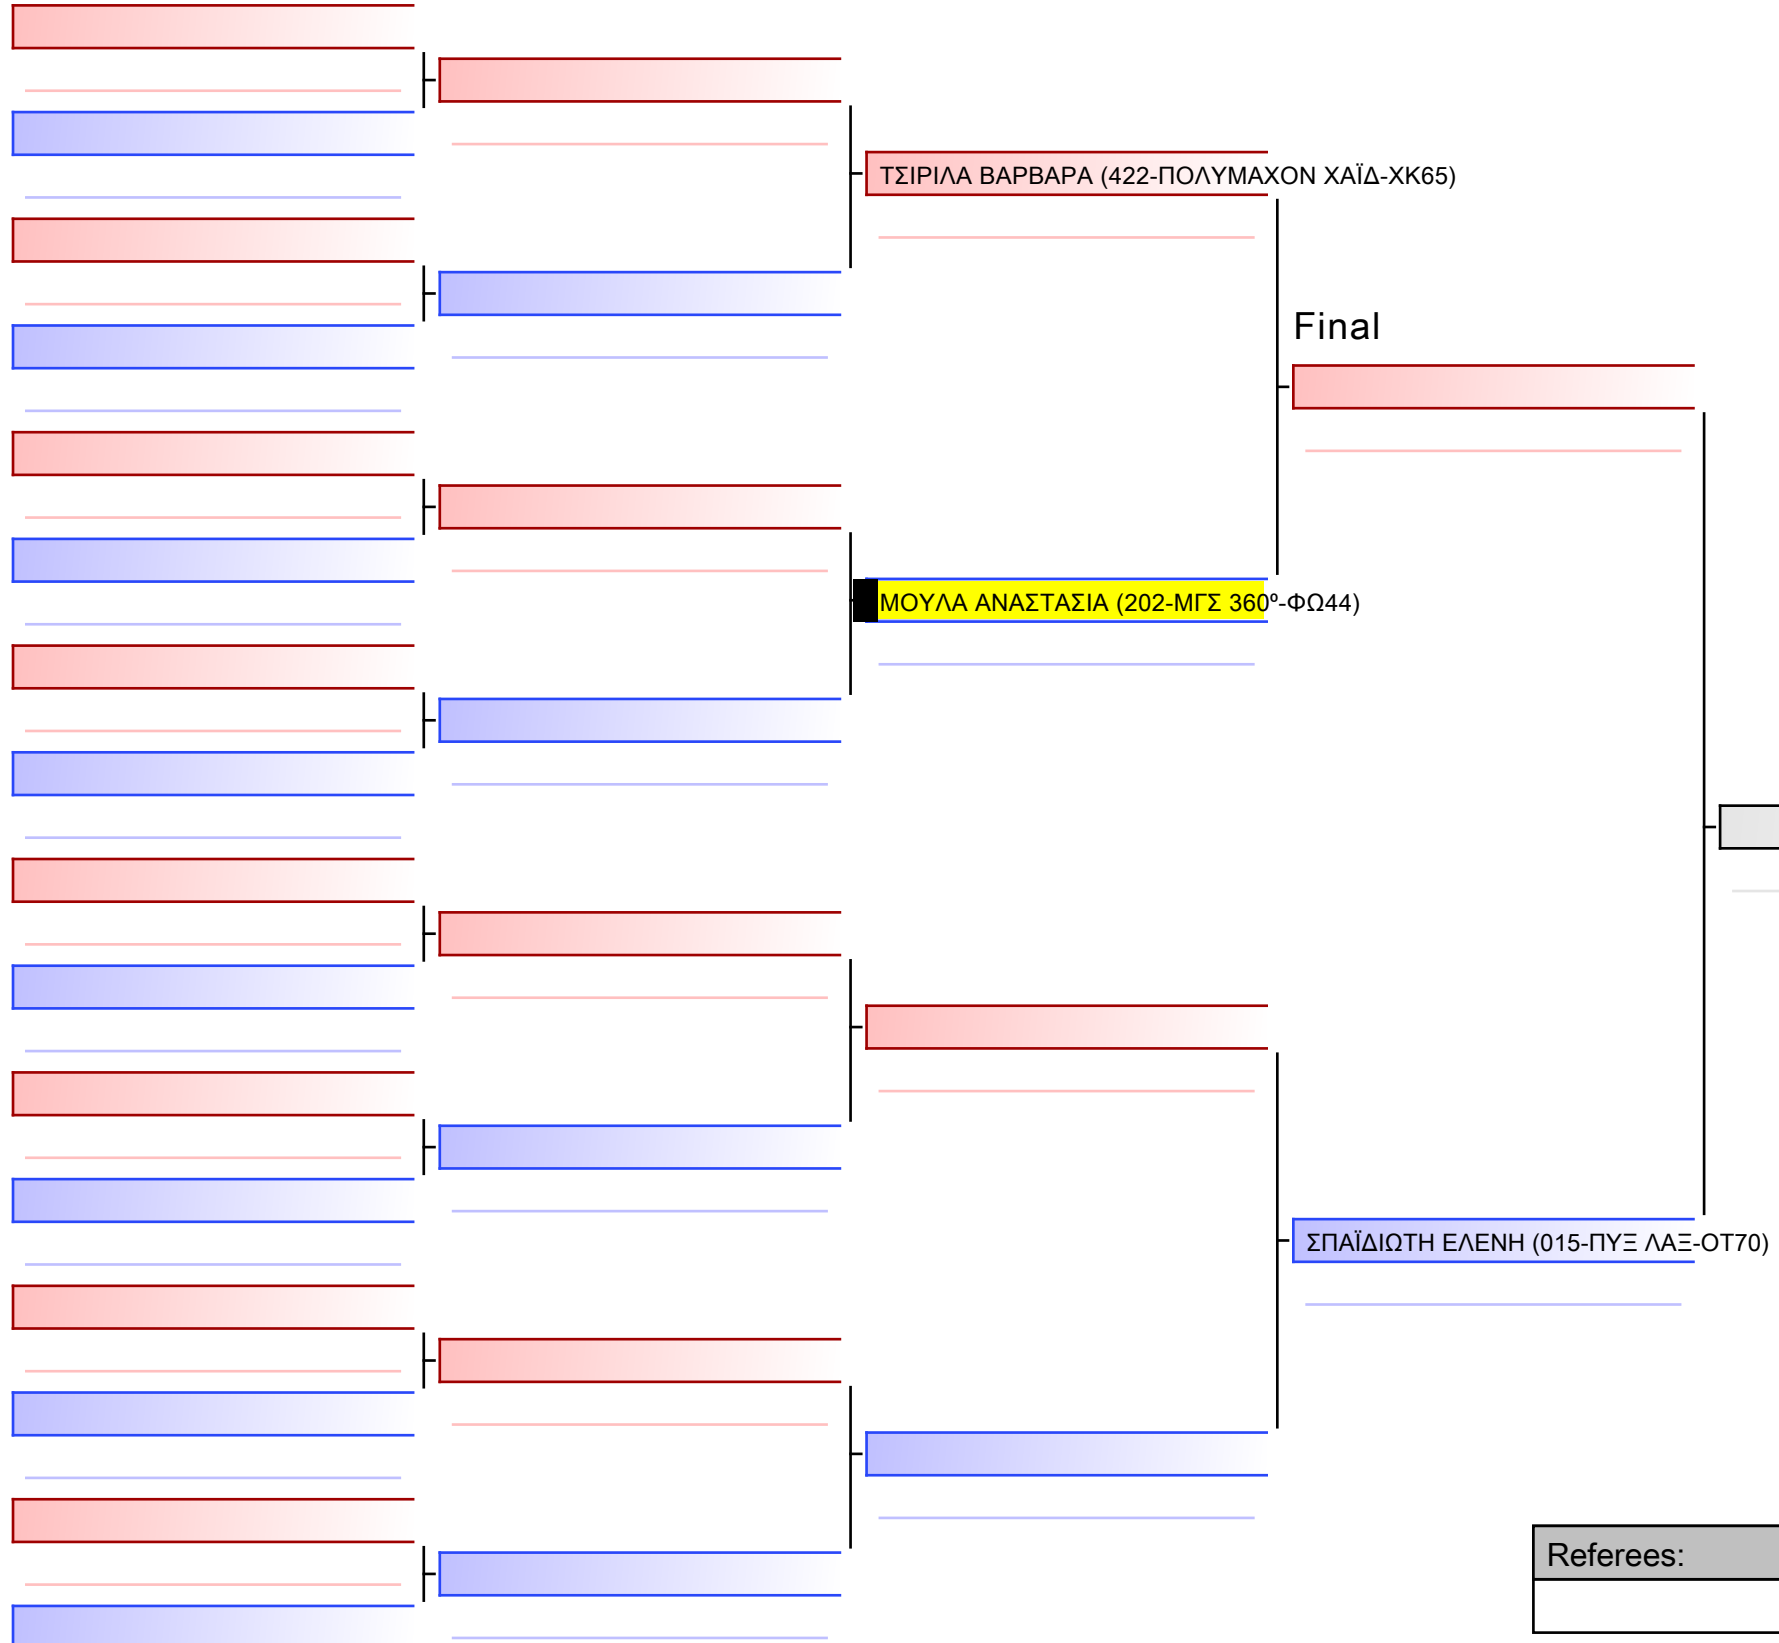 ΤΣΙΡΙΛΑ ΒΑΡΒΑΡΑ (422-ΠΟΛΥΜΑΧΟΝ ΧΑΪΔ-ΧΚ65)
Final
ΜΟΥΛΑ ΑΝΑΣΤΑΣΙΑ (202-ΜΓΣ 360º-ΦΩ44)
ΣΠΑΪΔΙΩΤΗ ΕΛΕΝΗ (015-ΠΥΞ ΛΑΞ-ΟΤ70)
Referees: